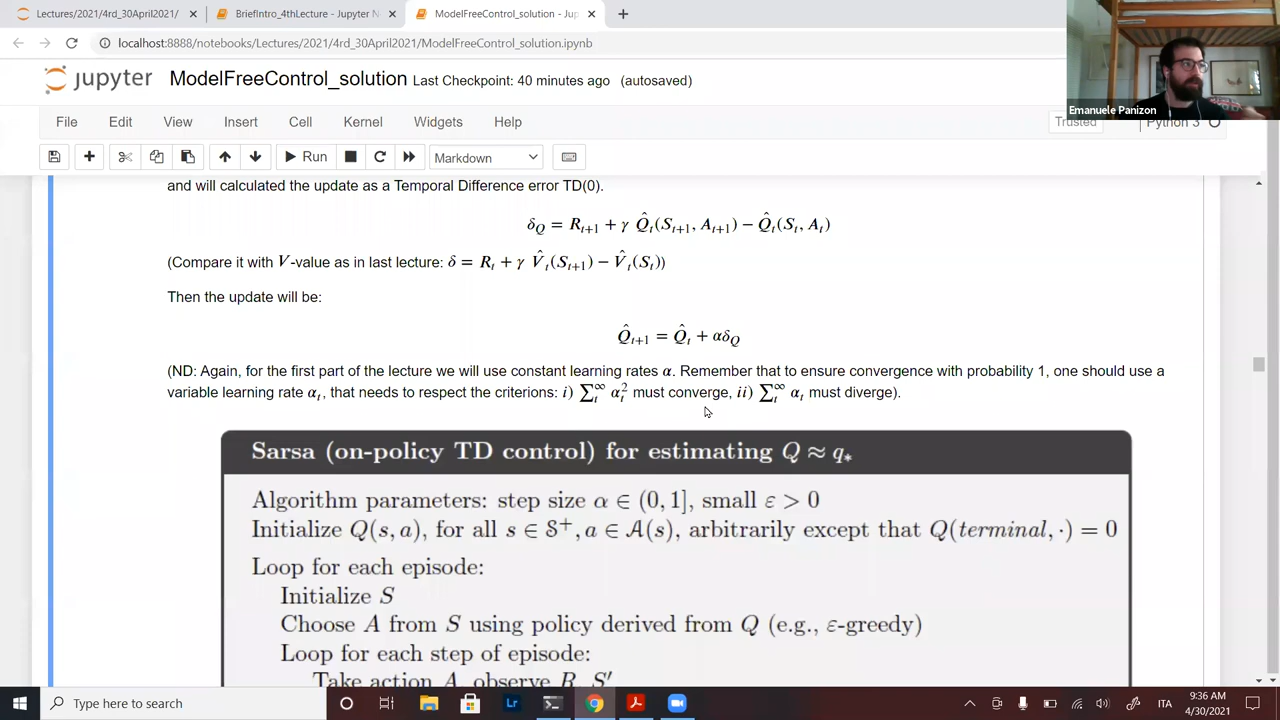 Lectures/2021/4rd_30April2021/
BriefIntro_4thLecture - Jupyter N
ModelFreeControl_solution - Jup
localhost:8888/notebooks/Lectures/2021/4rd_30April2021/ModelFreeControl_solution.ipynb
Emanuele Panizon
jupyter ModelFreeControl_solution Last Checkpoint: 40 minutes ago (autosaved)
File Edit View Insert Cell Kernel Widgets Help
Trusted Python 3
Run Markdown
and will calculated the update as a Temporal Difference error TD(0).
δ_Q = R_{t+1} + γ Q̂_t(S_{t+1}, A_{t+1}) − Q̂_t(S_t, A_t)
(Compare it with V-value as in last lecture: δ = R_t + γ V̂_t(S_{t+1}) − V̂_t(S_t))
Then the update will be:
Q̂_{t+1} = Q̂_t + αδ_Q
(ND: Again, for the first part of the lecture we will use constant learning rates α. Remember that to ensure convergence with probability 1, one should use a
variable learning rate α_t, that needs to respect the criterions: i) ∑_t^∞ α_t^2 must converge, ii) ∑_t^∞ α_t must diverge).
Sarsa (on-policy TD control) for estimating Q ≈ q_*
Algorithm parameters: step size α ∈ (0, 1], small ε > 0
Initialize Q(s, a), for all s ∈ S^+, a ∈ A(s), arbitrarily except that Q(terminal, ·) = 0
Loop for each episode:
Initialize S
Choose A from S using policy derived from Q (e.g., ε-greedy)
Loop for each step of episode:
Take action A, observe R, S′
Type here to search
ITA
9:36 AM
4/30/2021